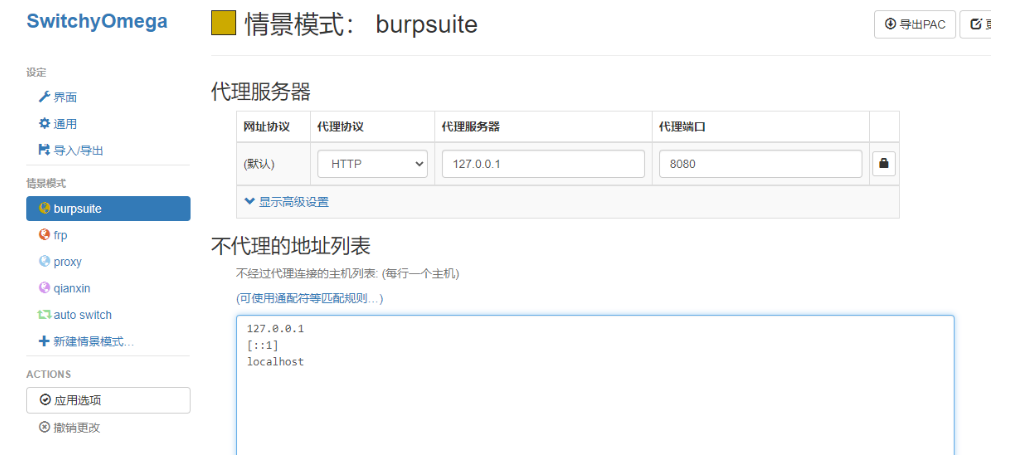 SwitchyOmega
设定
界面
通用
导入/导出
情景模式
burpsuite
frp
proxy
qianxin
auto switch
新建情景模式...
ACTIONS
应用选项
撤销更改
情景模式： burpsuite
导出PAC
代理服务器
网址协议 代理协议 代理服务器 代理端口
(默认) HTTP 127.0.0.1 8080
显示高级设置
不代理的地址列表
不经过代理连接的主机列表: (每行一个主机)
(可使用通配符等匹配规则…)
127.0.0.1
[::1]
localhost